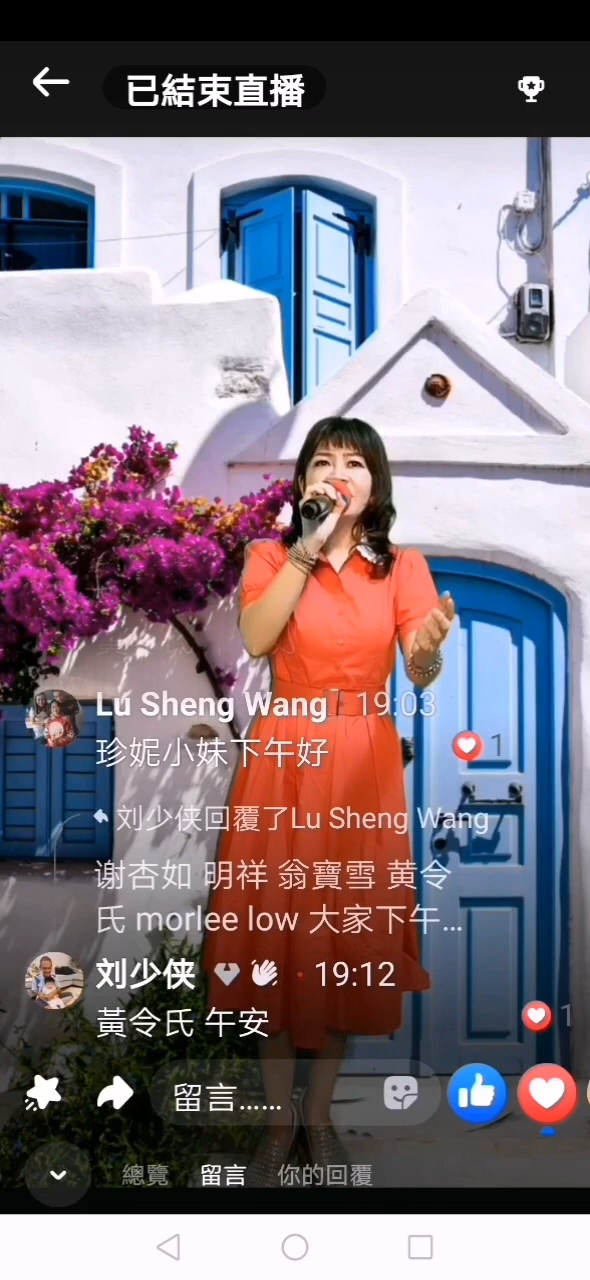 已結束直播
Lu Sheng Wang 19:03
珍妮小妹下午好
1
刘少侠回覆了Lu Sheng Wang
谢杏如 明祥 翁寶雪 黄令
氏 morlee low 大家下午...
刘少侠 · 19:12
黃令氏 午安
1
留言......
總覽 留言 你的回覆